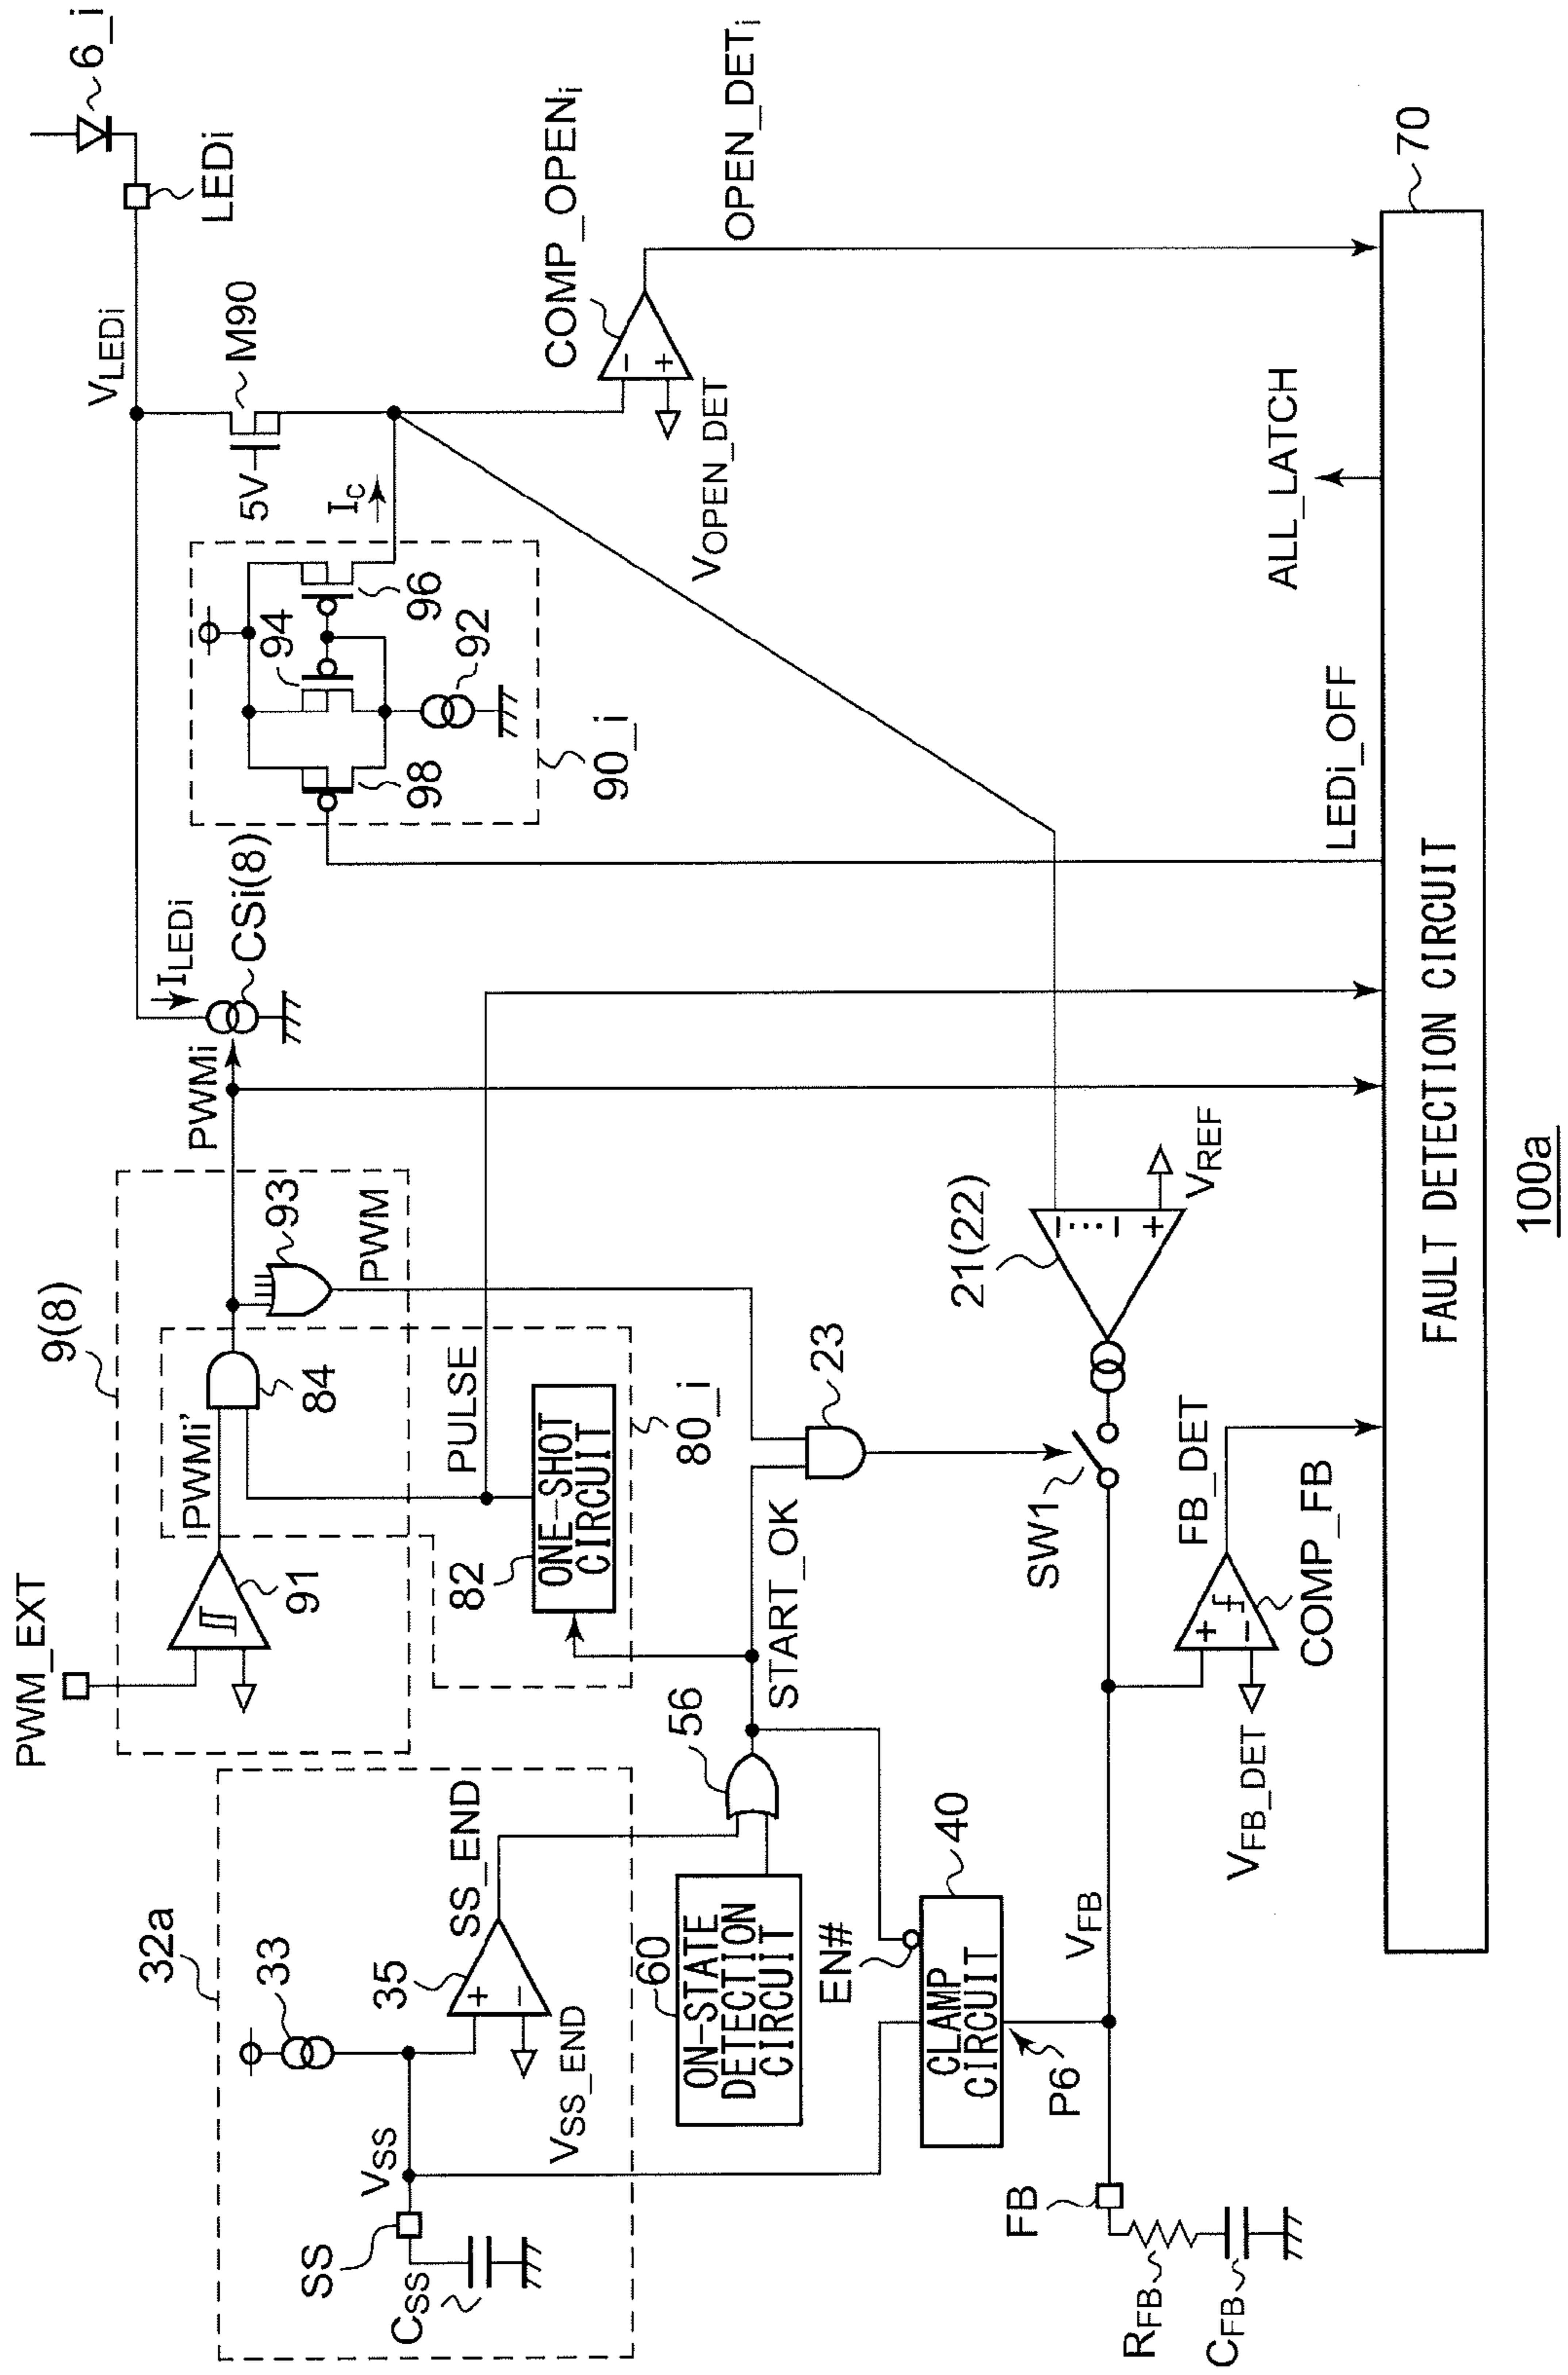 PWM_EXT
9(8)
91
PWMi'
84
93
PWM
PWMi
ILEDi
CSi(8)
VLEDi
LEDi
6_i
M90
5V
IC
94
96
92
98
90_i
COMP_OPENi
-
+
VOPEN_DET
OPEN_DETi
32a
33
35
+
-
SS_END
VSS_END
VSS
SS
CSS
60
ON-STATE
DETECTION
CIRCUIT
56
START_OK
82
ONE-SHOT
CIRCUIT
80_i
PULSE
23
EN#
40
CLAMP
CIRCUIT
P6
VFB
FB
RFB
CFB
SW1
21(22)
- ... -
+
VREF
+
-
VFB_DET
FB_DET
COMP_FB
LEDi_OFF
ALL_LATCH
70
FAULT DETECTION CIRCUIT
100a